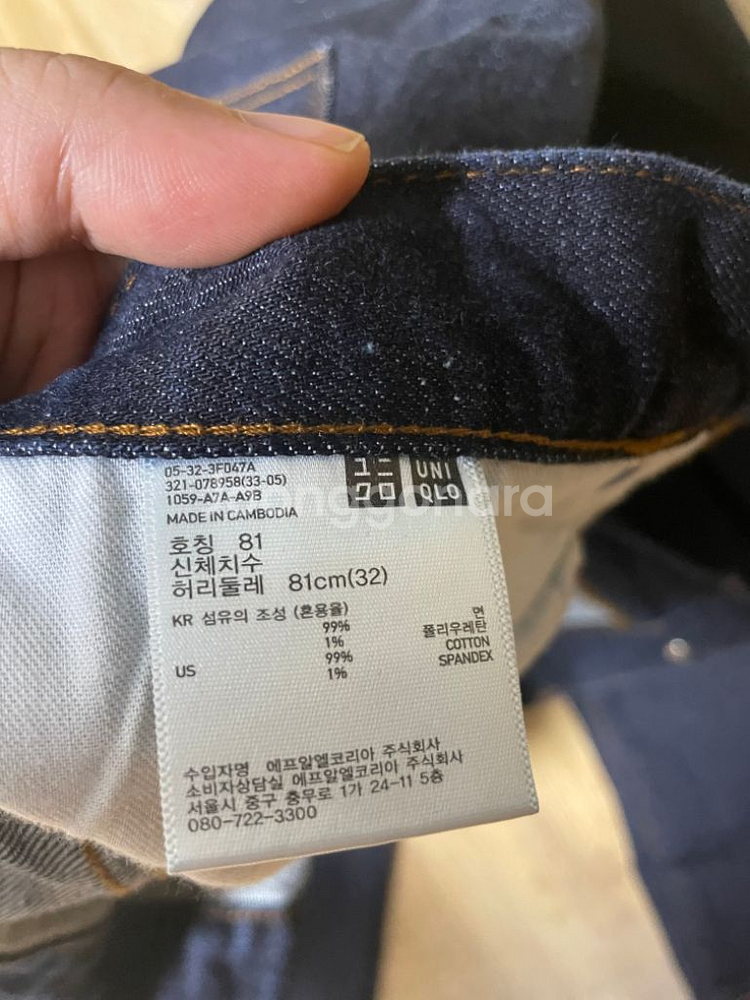 05-32-3F047A
321-078958(33-05)
1059-A7A-A9B
MADE IN CAMBODIA
ユニ
クロ
UNI
QLO
호칭 81
신체치수
허리둘레 81cm(32)
KR 섬유의 조성 (혼용율)
99% 면
1% 폴리우레탄
US 99% COTTON
1% SPANDEX
수입자명 에프알엘코리아 주식회사
소비자상담실 에프알엘코리아 주식회사
서울시 중구 충무로 1가 24-11 5층
080-722-3300